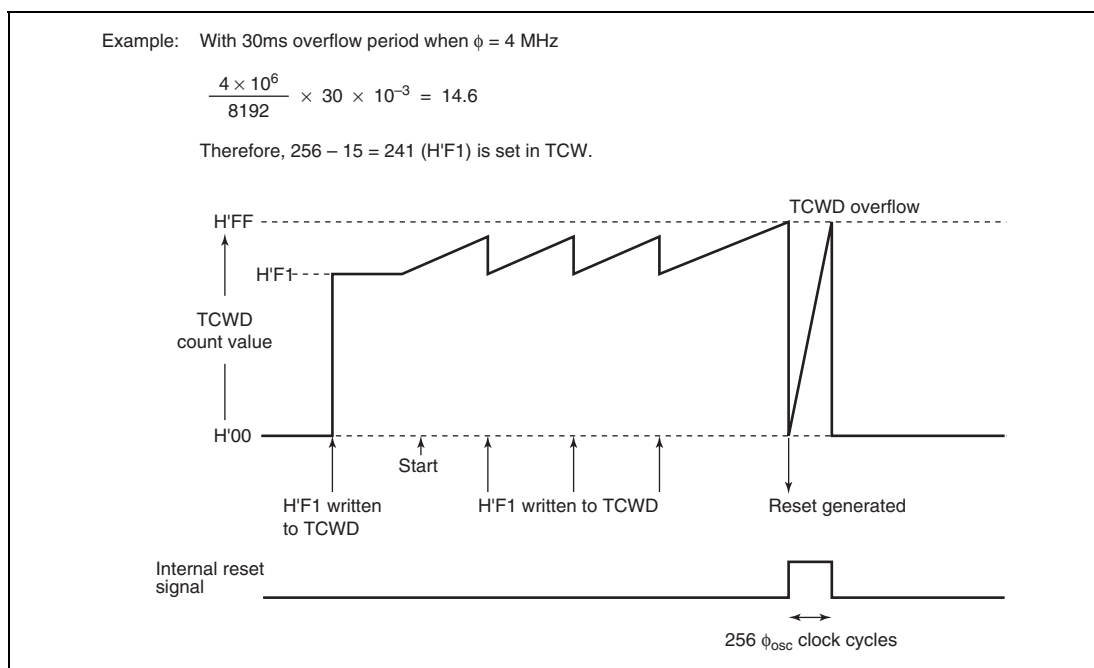 Example: With 30ms overflow period when ϕ = 4 MHz
4 × 10⁶
8192
× 30 × 10⁻³ = 14.6
Therefore, 256 – 15 = 241 (H'F1) is set in TCW.
TCWD overflow
H'FF
H'F1
TCWD
count value
H'00
Start
H'F1 written
to TCWD
H'F1 written to TCWD
Reset generated
Internal reset
signal
256 ϕosc clock cycles